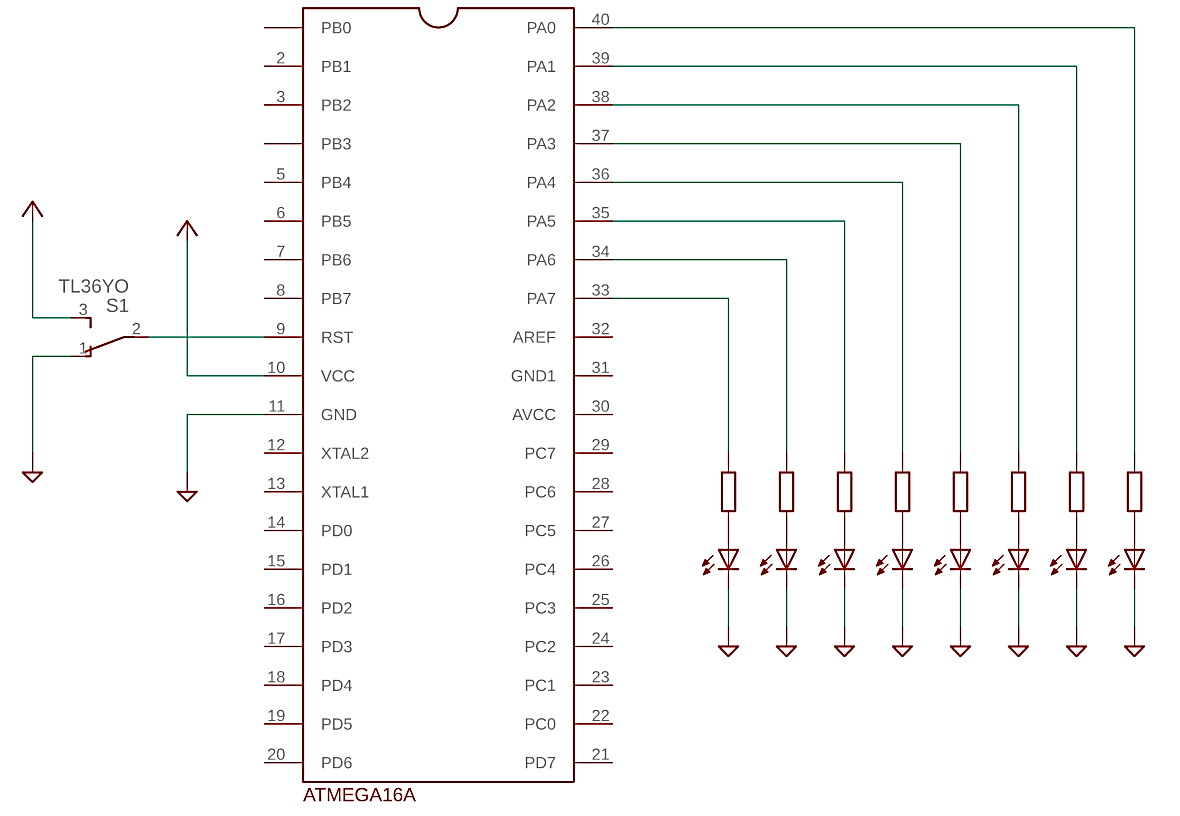 PB0 PA0 40
2 PB1 PA1 39
3 PB2 PA2 38
PB3 PA3 37
5 PB4 PA4 36
6 PB5 PA5 35
7 PB6 PA6 34
TL36YO
8 PB7 PA7 33
S1
3
2 9 RST AREF 32
1
10 VCC GND1 31
11 GND AVCC 30
12 XTAL2 PC7 29
13 XTAL1 PC6 28
14 PD0 PC5 27
15 PD1 PC4 26
16 PD2 PC3 25
17 PD3 PC2 24
18 PD4 PC1 23
19 PD5 PC0 22
20 PD6 PD7 21
ATMEGA16A